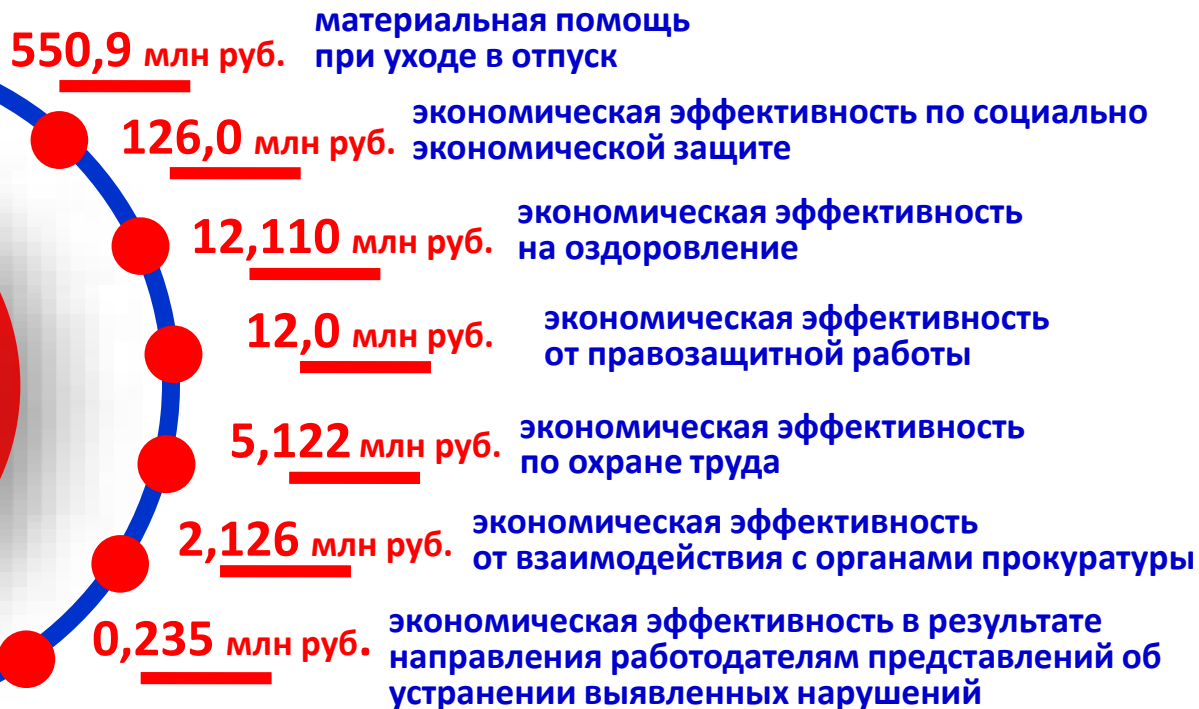 материальная помощь
550,9 млн руб. при уходе в отпуск
экономическая эффективность по социально
126,0 млн руб. экономической защите
экономическая эффективность
12,110 млн руб. на оздоровление
экономическая эффективность
12,0 млн руб. от правозащитной работы
экономическая эффективность
5,122 млн руб. по охране труда
экономическая эффективность
2,126 млн руб. от взаимодействия с органами прокуратуры
экономическая эффективность в результате
0,235 млн руб. направления работодателям представлений об
устранении выявленных нарушений